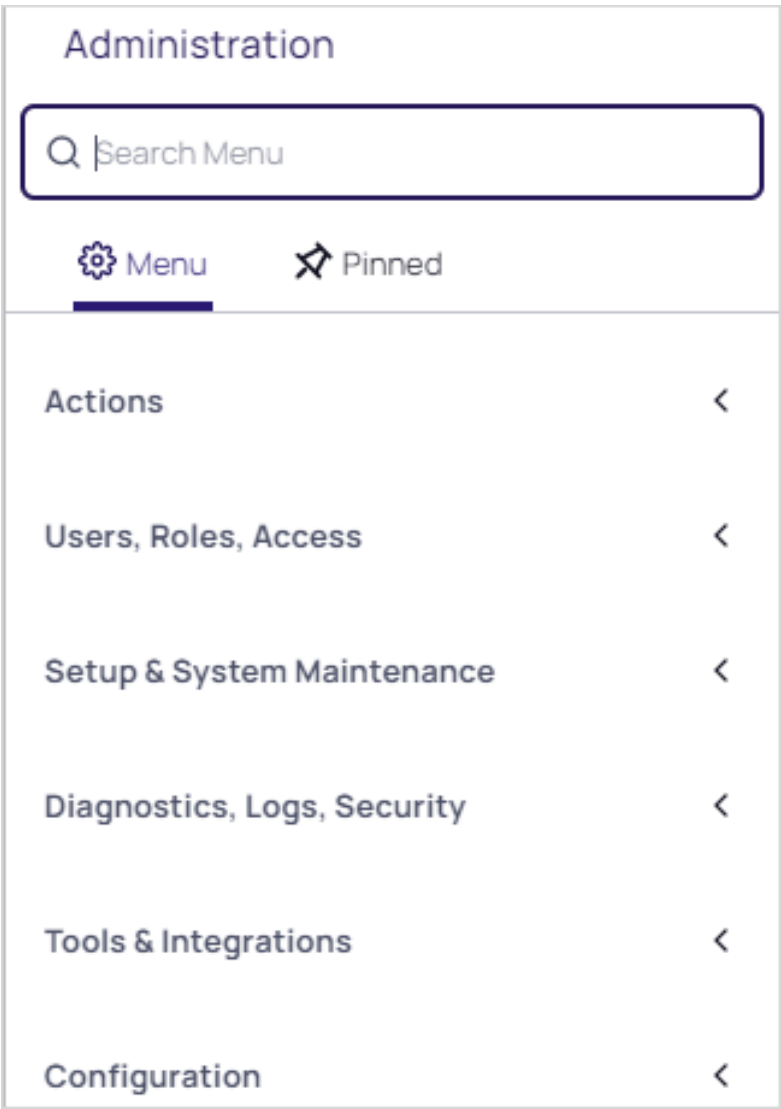 Administration
Search Menu
Menu Pinned
Actions
Users, Roles, Access
Setup & System Maintenance
Diagnostics, Logs, Security
Tools & Integrations
Configuration